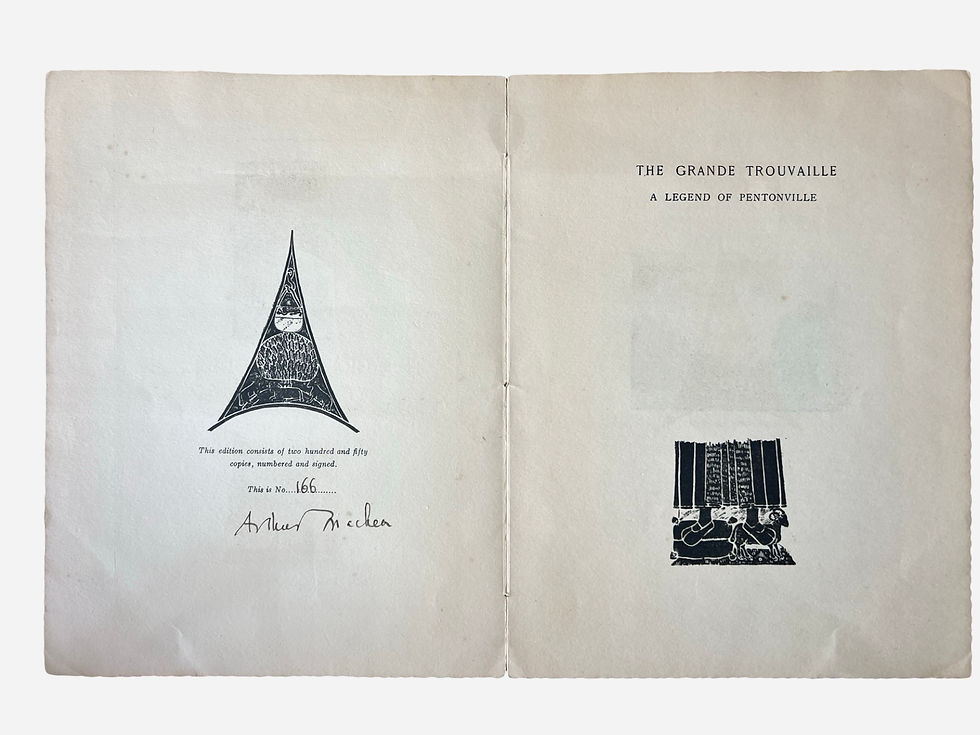 This edition consists of two hundred and fifty
copies, numbered and signed.
This is No....166........
Arthur Machen
THE GRANDE TROUVAILLE
A LEGEND OF PENTONVILLE